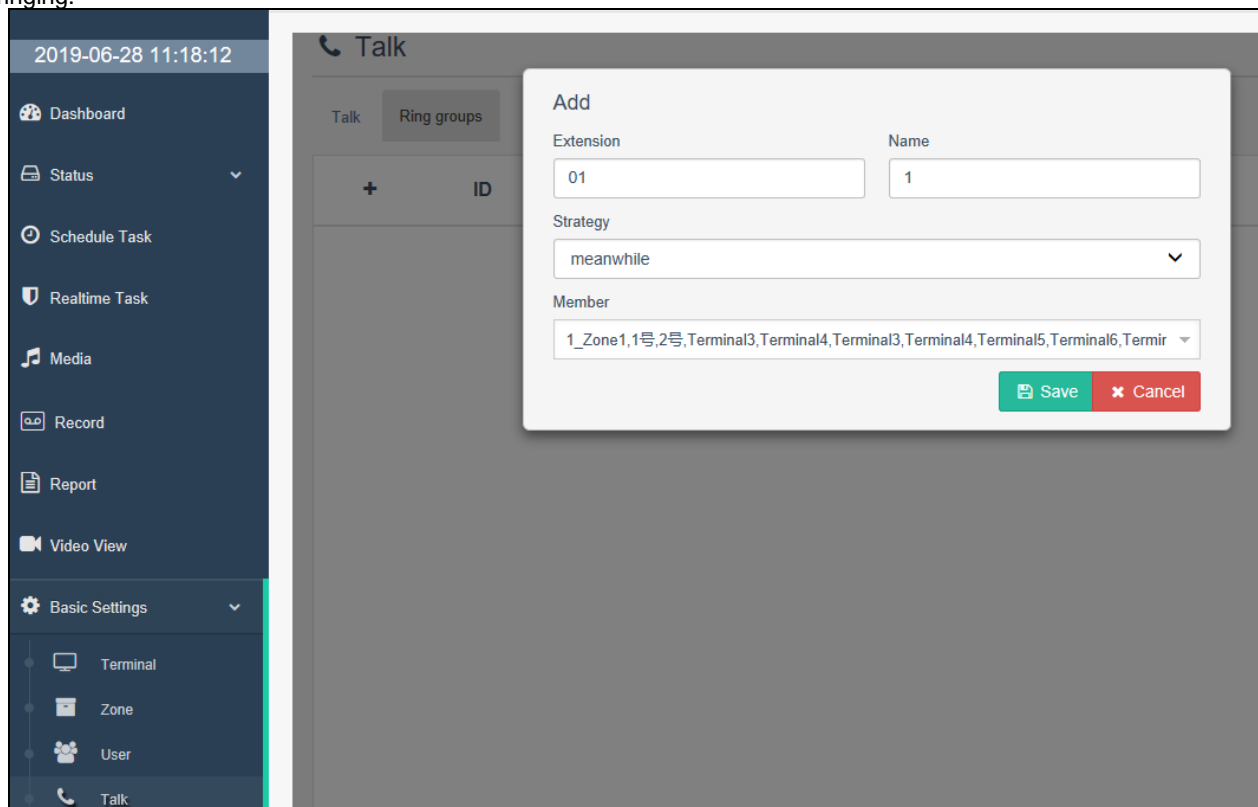 ringing.
2019-06-28 11:18:12
Dashboard
Status
Schedule Task
Realtime Task
Media
Record
Report
Video View
Basic Settings
Terminal
Zone
User
Talk
Talk
Talk Ring groups
+ ID
Add
Extension Name
01 1
Strategy
meanwhile
Member
1_Zone1,1号,2号,Terminal3,Terminal4,Terminal3,Terminal4,Terminal5,Terminal6,Termir
Save Cancel